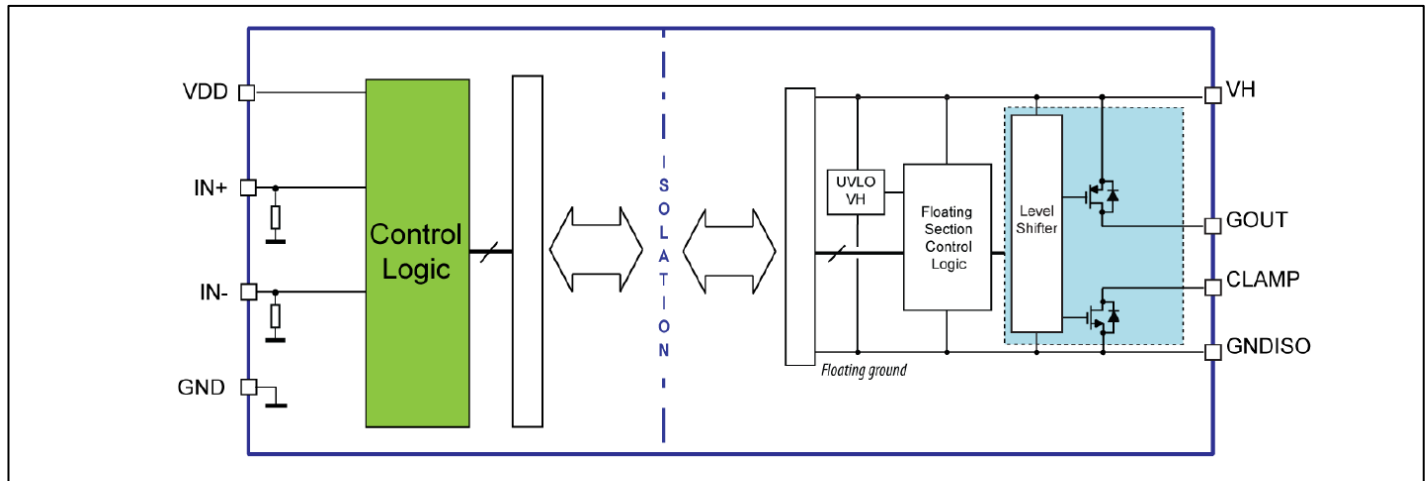 VDD
IN+
IN-
GND
Control
Logic
ISOLATION
UVLO
VH
Floating
Section
Control
Logic
Level
Shifter
Floating ground
VH
GOUT
CLAMP
GNDISO